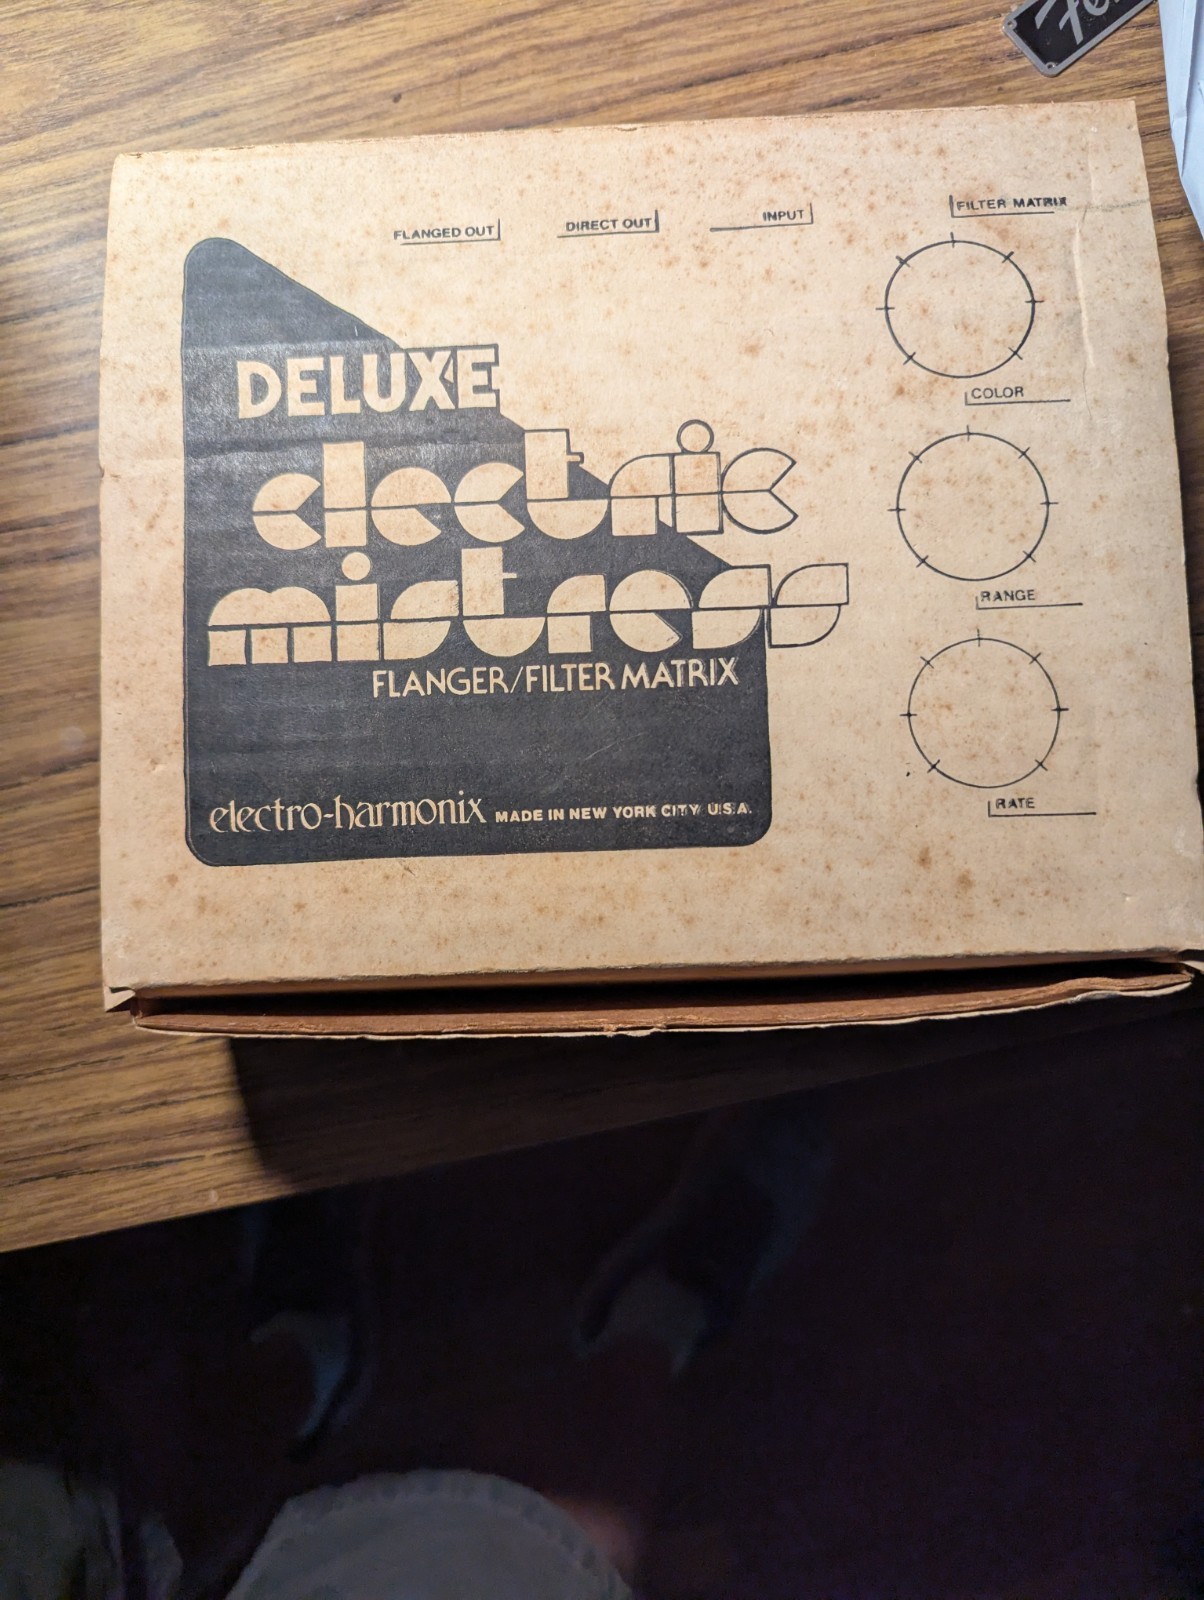 FLANGED OUT
DIRECT OUT
INPUT
FILTER MATRIX
COLOR
RANGE
RATE
DELUXE
electric
mistress
FLANGER/FILTER MATRIX
electro-harmonix MADE IN NEW YORK CITY U.S.A.